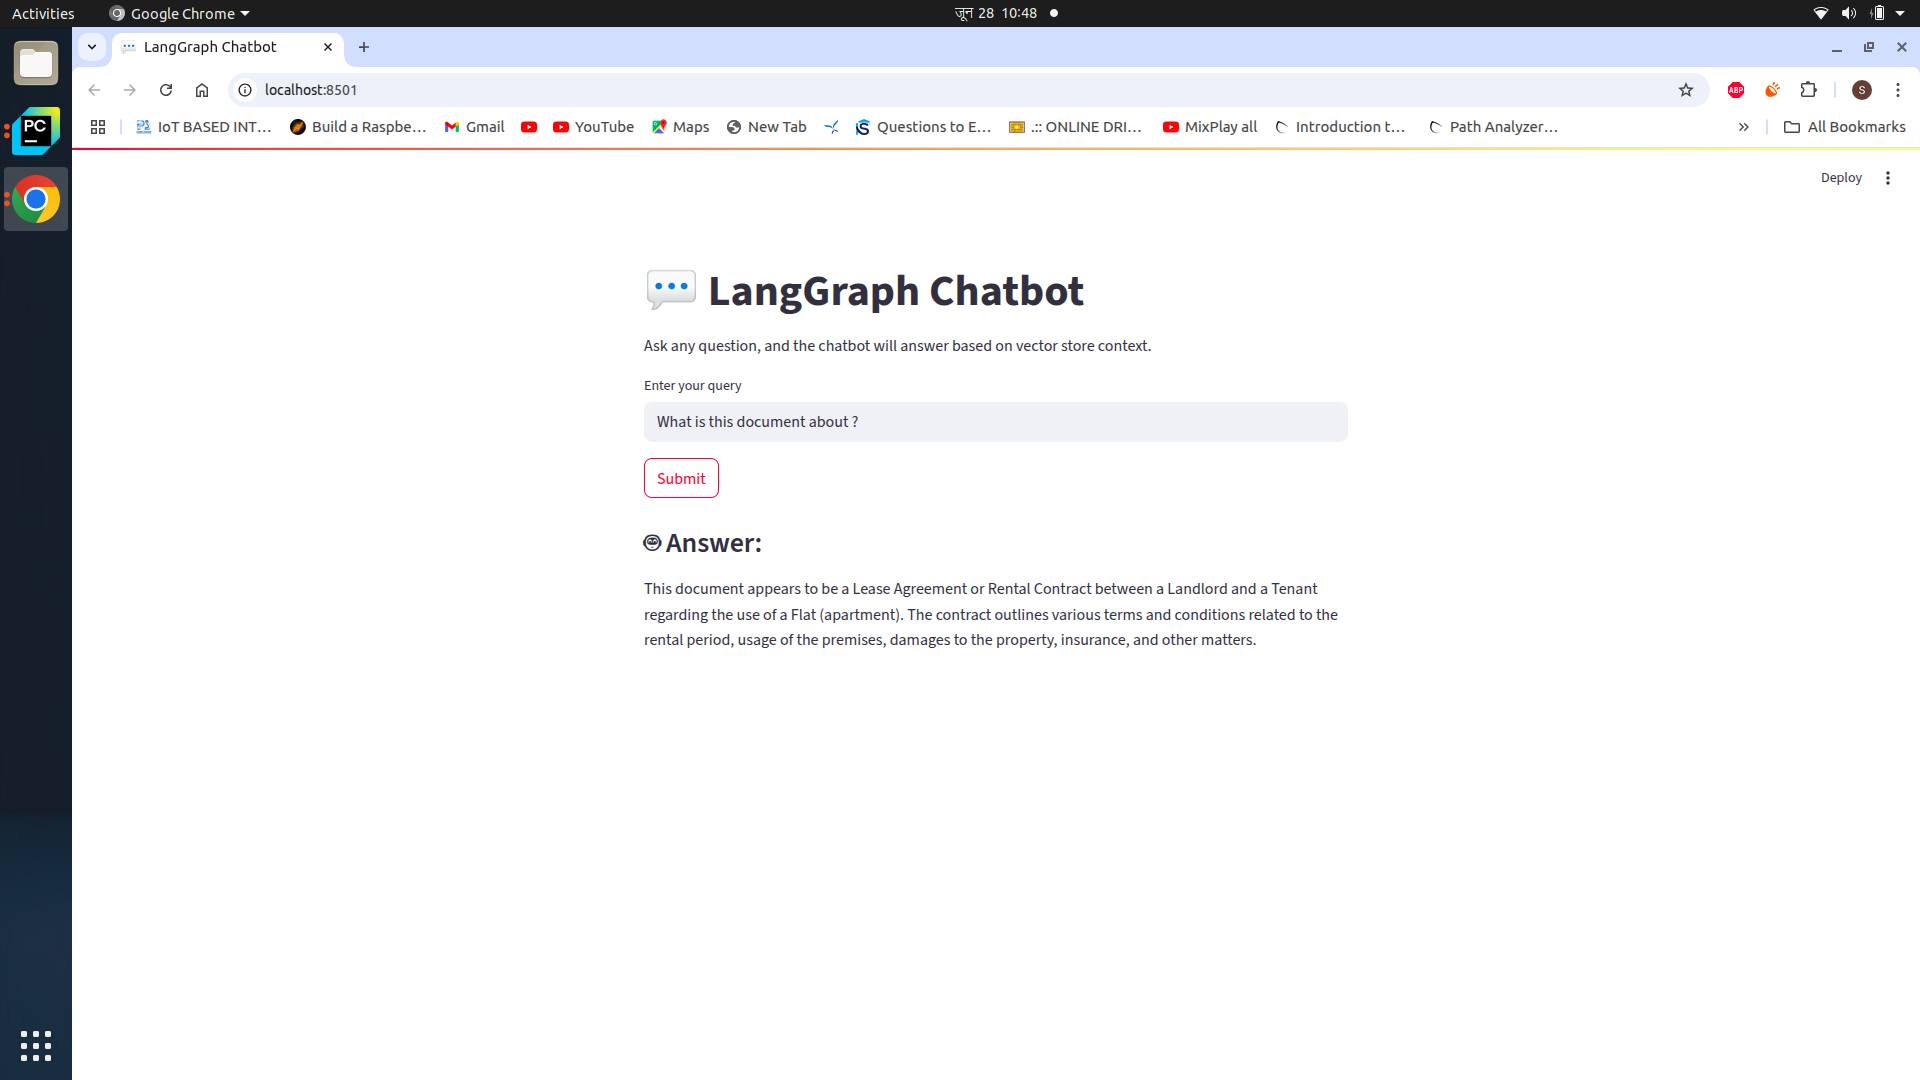 Activities
Google Chrome
जून 28 10:48
PC
LangGraph Chatbot
localhost:8501
ABP
S
IoT BASED INT...
Build a Raspbe...
Gmail
YouTube
Maps
New Tab
Questions to E...
.:: ONLINE DRI...
MixPlay all
Introduction t...
Path Analyzer...
All Bookmarks
Deploy
LangGraph Chatbot
Ask any question, and the chatbot will answer based on vector store context.
Enter your query
What is this document about ?
Submit
Answer:
This document appears to be a Lease Agreement or Rental Contract between a Landlord and a Tenant
regarding the use of a Flat (apartment). The contract outlines various terms and conditions related to the
rental period, usage of the premises, damages to the property, insurance, and other matters.